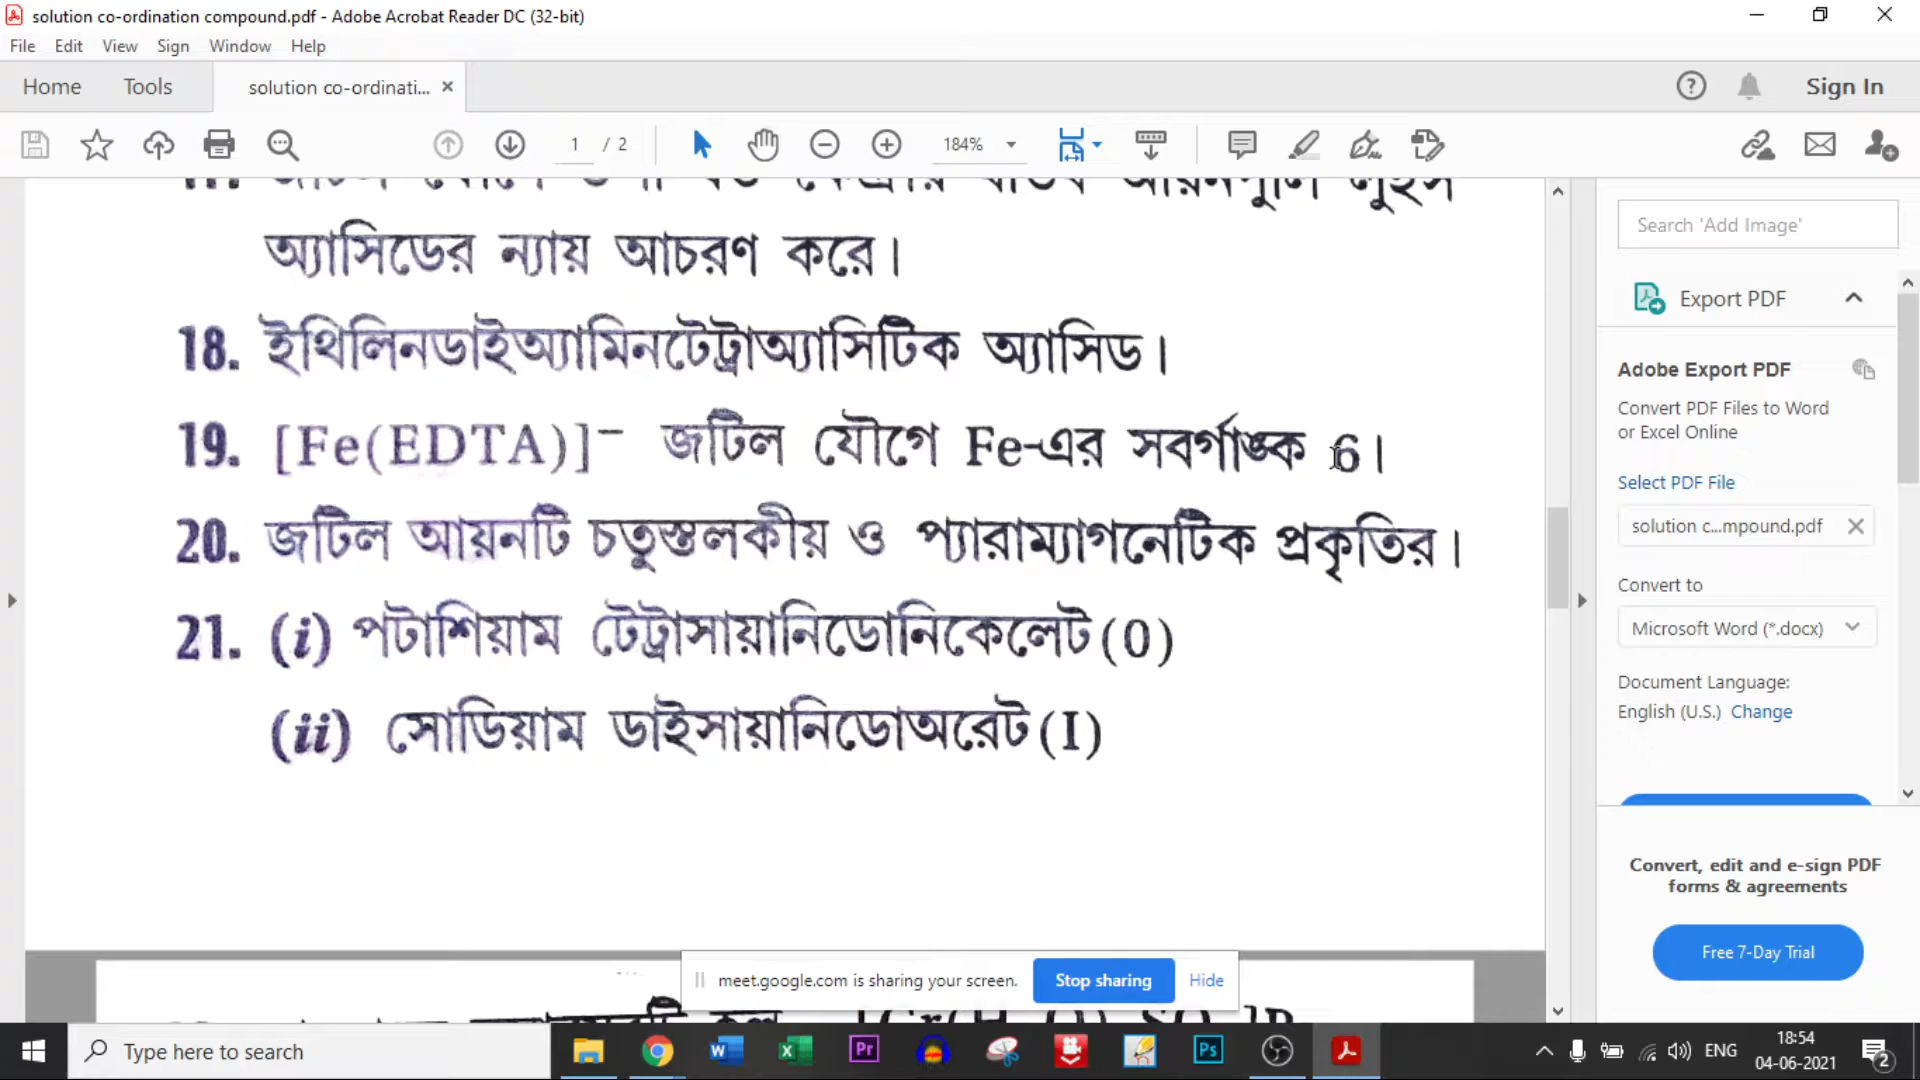 solution co-ordination compound.pdf - Adobe Acrobat Reader DC (32-bit)
File Edit View Sign Window Help
Home Tools solution co-ordinati... Sign In
1 / 2 184%
অ্যাসিডের ন্যায় আচরণ করে।
18. ইথিলিনডাইঅ্যামিনটেট্রাঅ্যাসিটিক অ্যাসিড।
19. [Fe(EDTA)]⁻ জটিল যৌগে Fe-এর সবর্গাঙ্ক 6।
20. জটিল আয়নটি চতুস্তলকীয় ও প্যারাম্যাগনেটিক প্রকৃতির।
21. (i) পটাশিয়াম টেট্রাসায়ানিডোনিকেলেট(0)
(ii) সোডিয়াম ডাইসায়ানিডোঅরেট(I)
Search 'Add Image'
Export PDF
Adobe Export PDF
Convert PDF Files to Word
or Excel Online
Select PDF File
solution c...mpound.pdf
Convert to
Microsoft Word (*.docx)
Document Language:
English (U.S.) Change
Convert, edit and e-sign PDF
forms & agreements
Free 7-Day Trial
meet.google.com is sharing your screen. Stop sharing Hide
Type here to search
ENG
18:54
04-06-2021
2